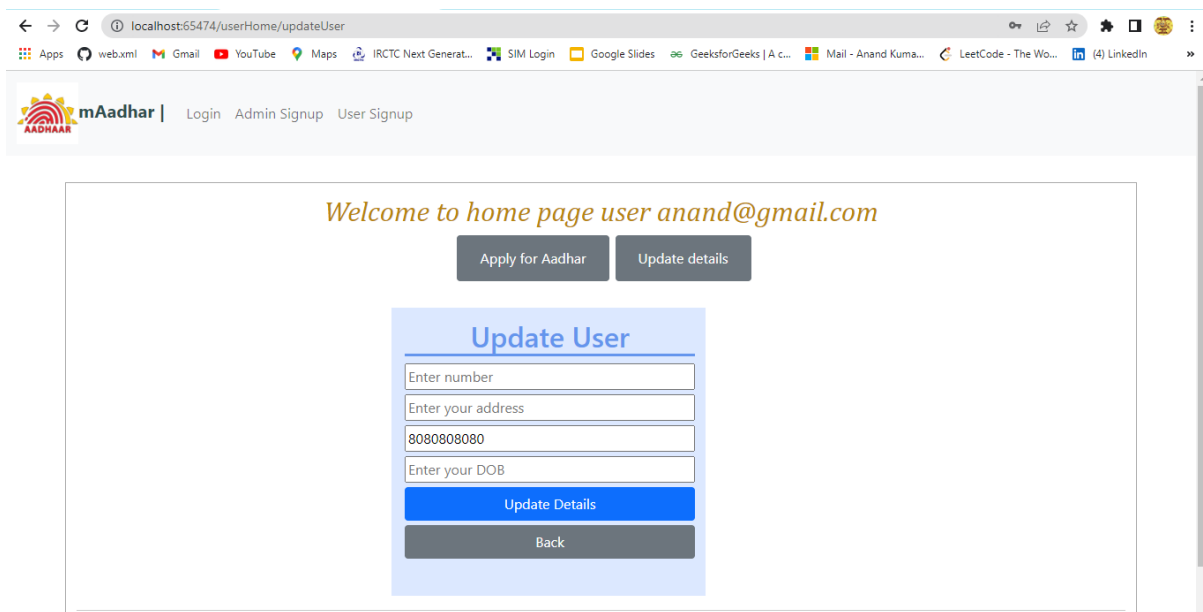 localhost:65474/userHome/updateUser
Apps web.xml Gmail YouTube Maps IRCTC Next Generat... SIM Login Google Slides GeeksforGeeks | A c... Mail - Anand Kuma... LeetCode - The Wo... (4) LinkedIn »
AADHAAR mAadhar | Login Admin Signup User Signup
Welcome to home page user anand@gmail.com
Apply for Aadhar Update details
Update User
Enter number
Enter your address
8080808080
Enter your DOB
Update Details
Back